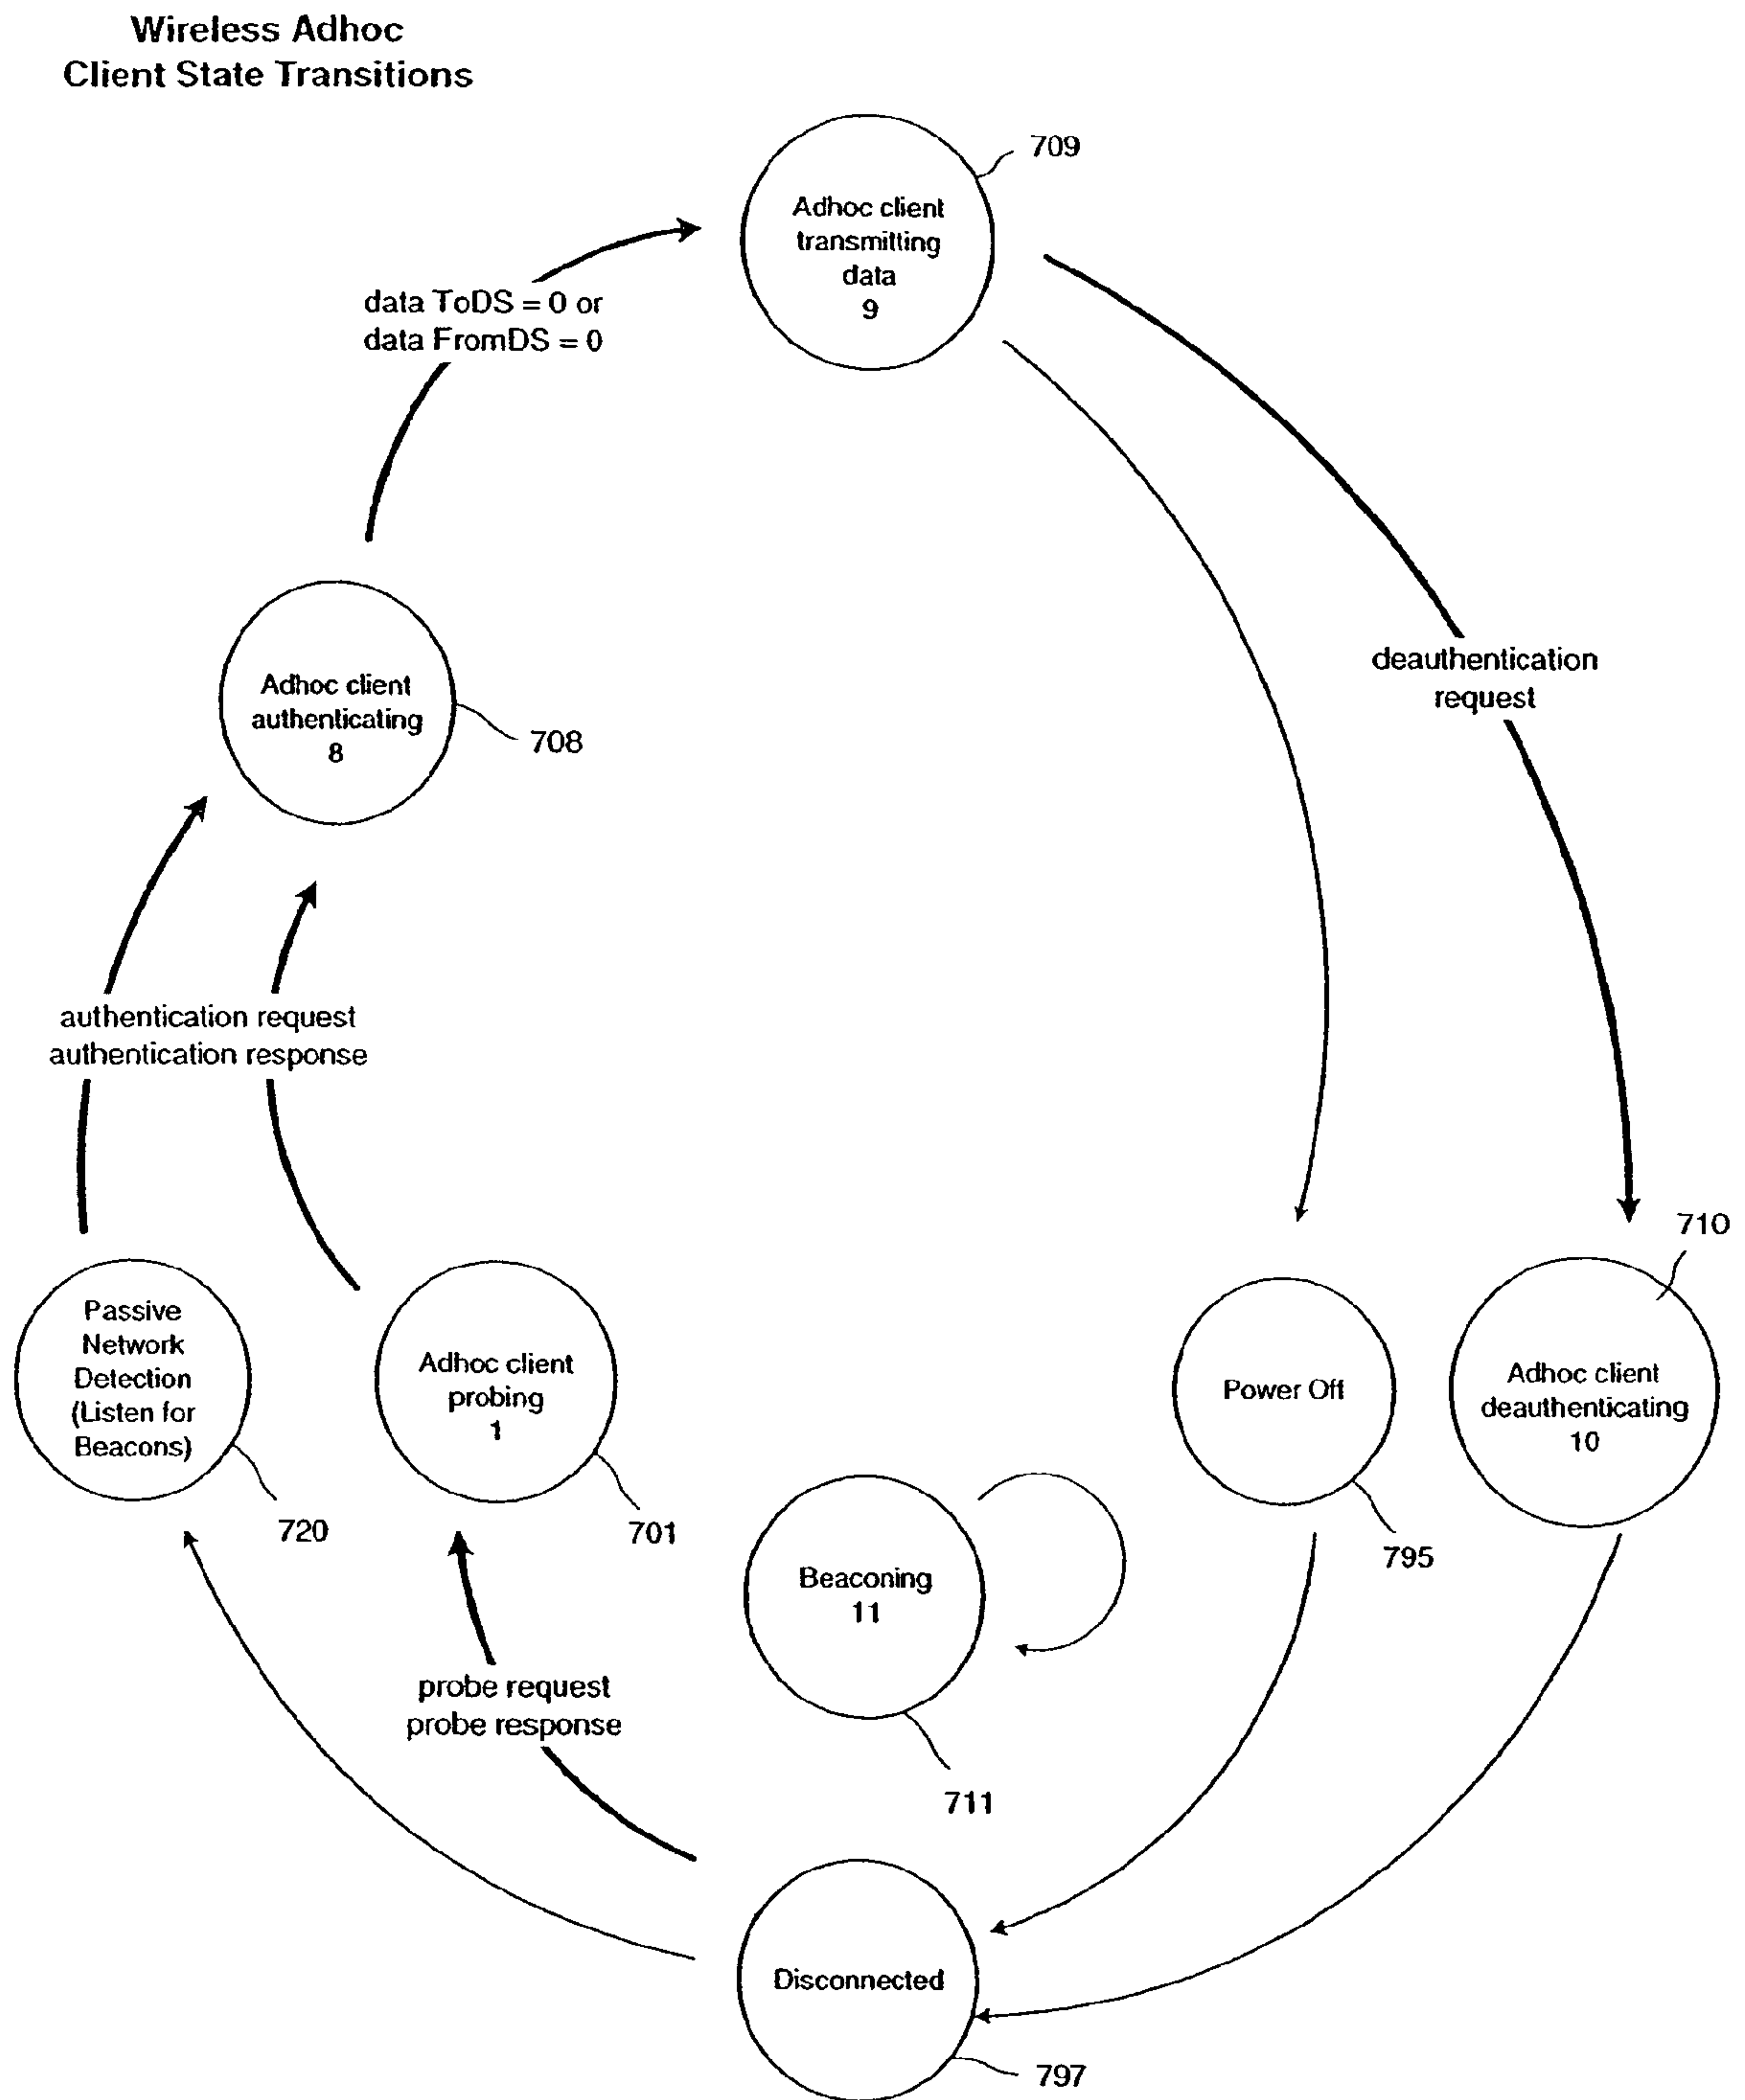 Wireless Adhoc
Client State Transitions
709
Adhoc client
transmitting
data
9
data ToDS = 0 or
data FromDS = 0
deauthentication
request
Adhoc client
authenticating
8
708
authentication request
authentication response
710
Passive
Network
Detection
(Listen for
Beacons)
720
Adhoc client
probing
1
701
Power Off
795
Adhoc client
deauthenticating
10
Beaconing
11
711
probe request
probe response
Disconnected
797